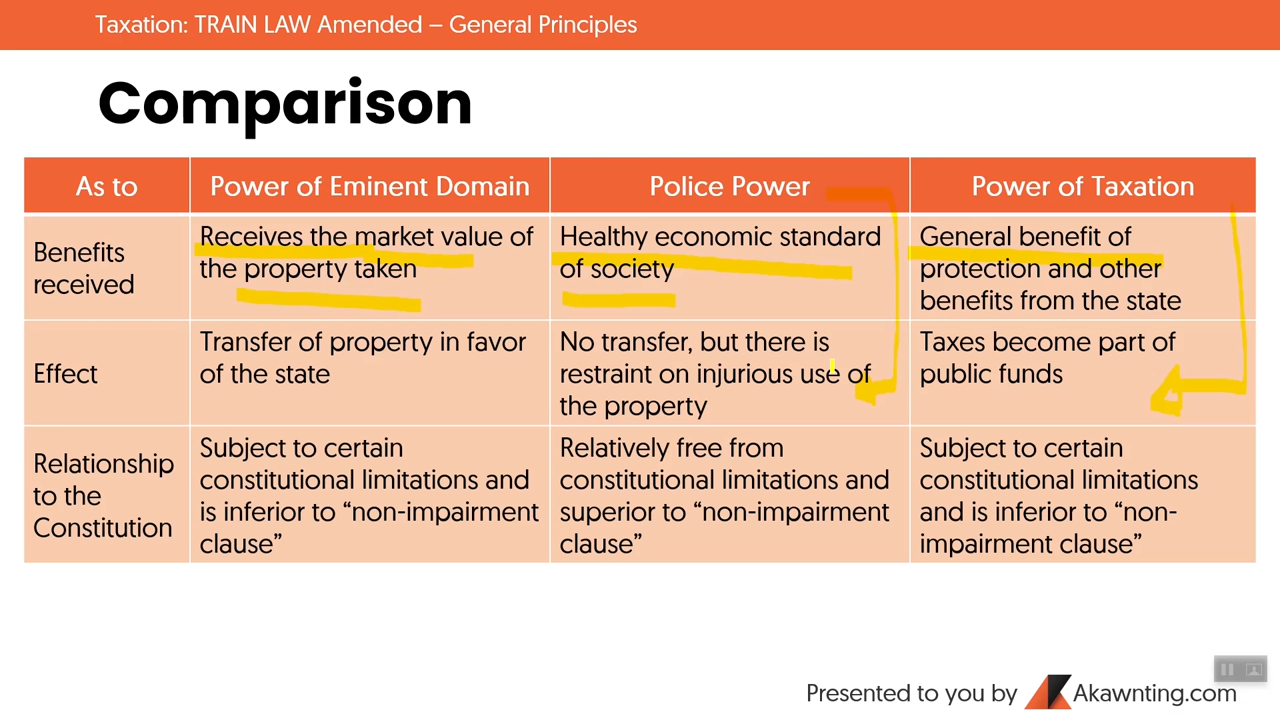 Taxation: TRAIN LAW Amended – General Principles
Comparison
As to
Power of Eminent Domain
Police Power
Power of Taxation
Benefits
received
Receives the market value of
the property taken
Healthy economic standard
of society
General benefit of
protection and other
benefits from the state
Effect
Transfer of property in favor
of the state
No transfer, but there is
restraint on injurious use of
the property
Taxes become part of
public funds
Relationship
to the
Constitution
Subject to certain
constitutional limitations and
is inferior to “non-impairment
clause”
Relatively free from
constitutional limitations and
superior to “non-impairment
clause”
Subject to certain
constitutional limitations
and is inferior to “non-
impairment clause”
Presented to you by Akawnting.com